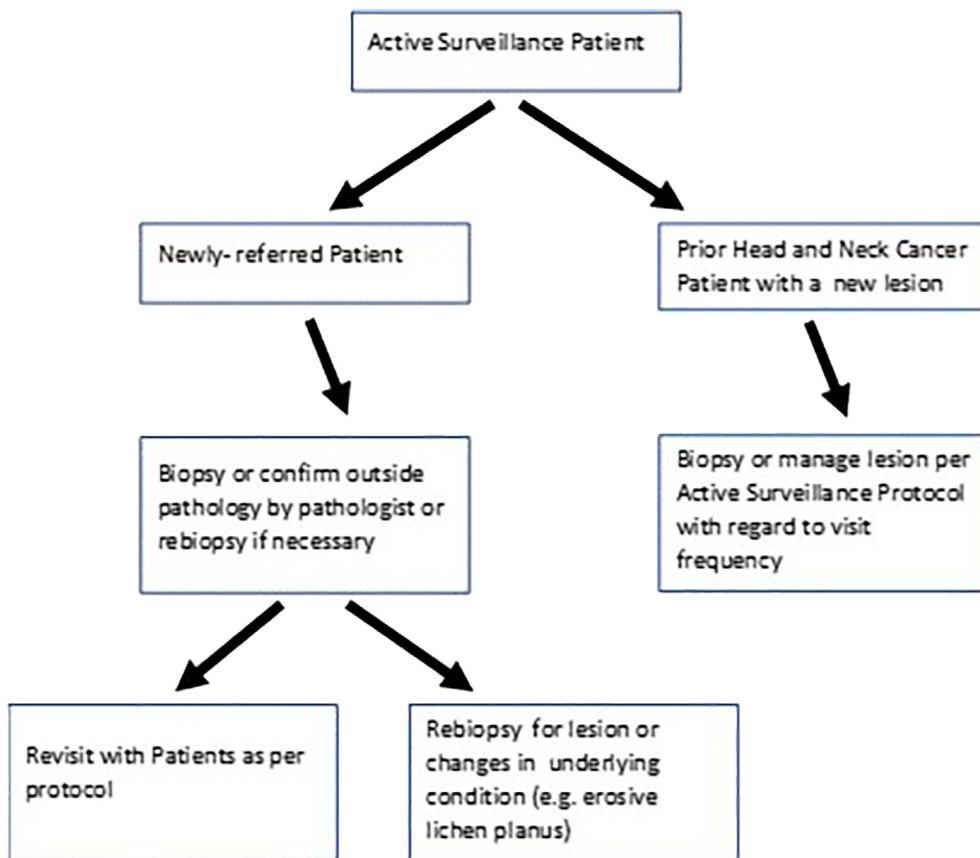 Active Surveillance Patient
Newly- referred Patient
Prior Head and Neck Cancer
Patient with a new lesion
Biopsy or confirm outside
pathology by pathologist or
rebiopsy if necessary
Biopsy or manage lesion per
Active Surveillance Protocol
with regard to visit
frequency
Revisit with Patients as per
protocol
Rebiopsy for lesion or
changes in underlying
condition (e.g. erosive
lichen planus)